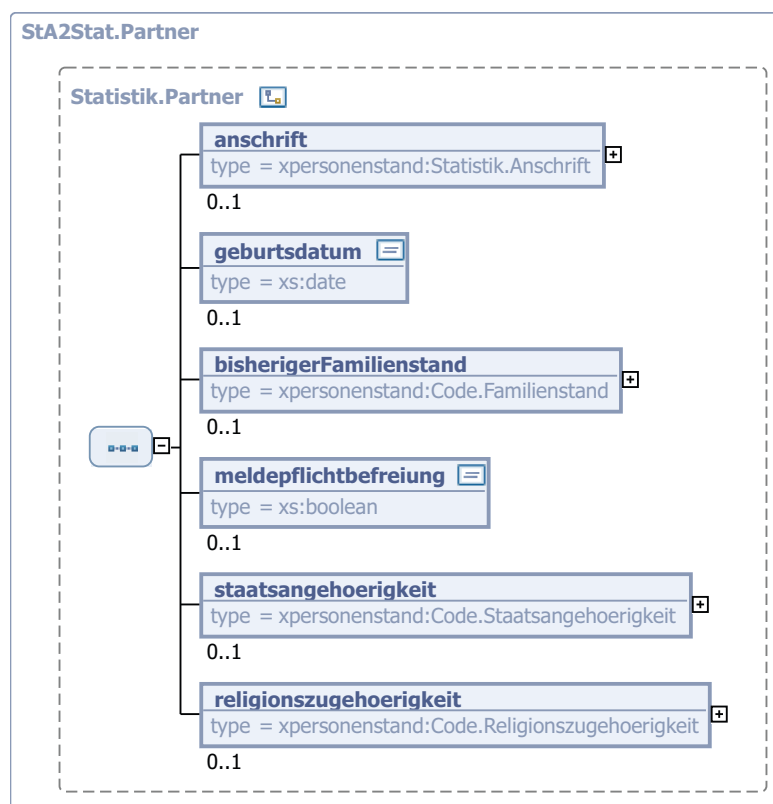 StA2Stat.Partner
Statistik.Partner
anschrift
type = xpersonenstand:Statistik.Anschrift
0..1
geburtsdatum
type = xs:date
0..1
bisherigerFamilienstand
type = xpersonenstand:Code.Familienstand
0..1
meldepflichtbefreiung
type = xs:boolean
0..1
staatsangehoerigkeit
type = xpersonenstand:Code.Staatsangehoerigkeit
0..1
religionszugehoerigkeit
type = xpersonenstand:Code.Religionszugehoerigkeit
0..1